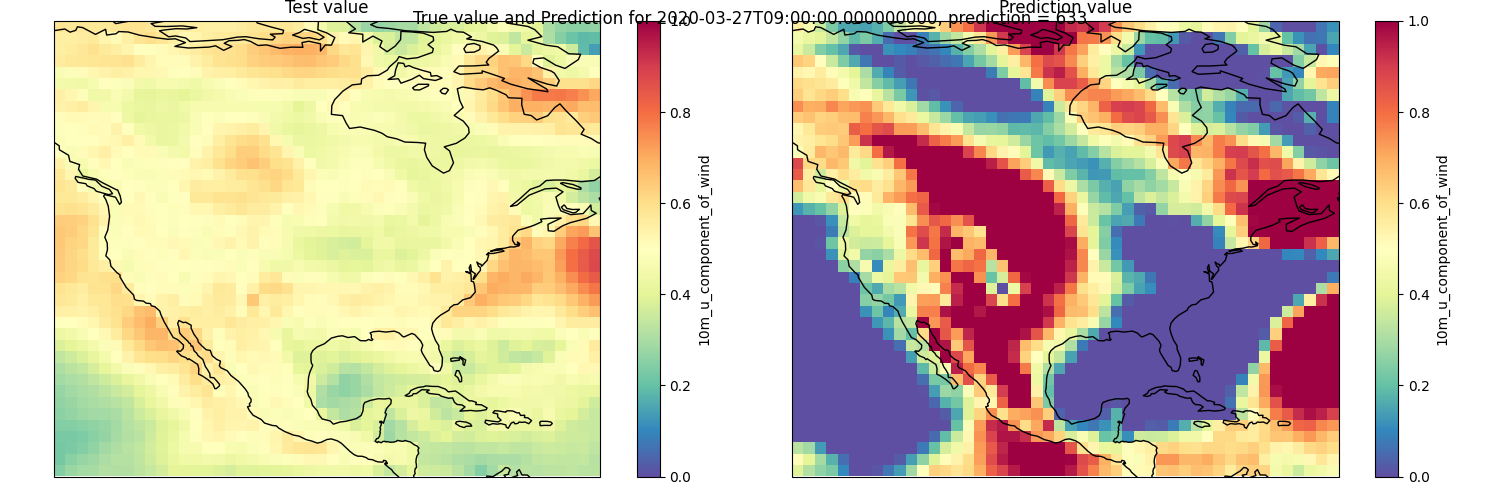 Test value
True value and Prediction for 2020-03-27T09:00:00.000000000, prediction = 633
Prediction value
1.0
0.8
0.6
0.4
0.2
0.0
10m_u_component_of_wind
1.0
0.8
0.6
0.4
0.2
0.0
10m_u_component_of_wind